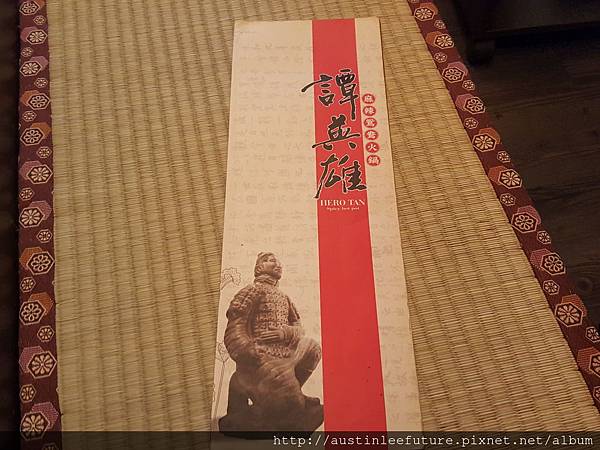 譚英雄
麻辣鴛鴦火鍋
HERO TAN
Spicy hot pot
http://austinleefuture.pixnet.net/album